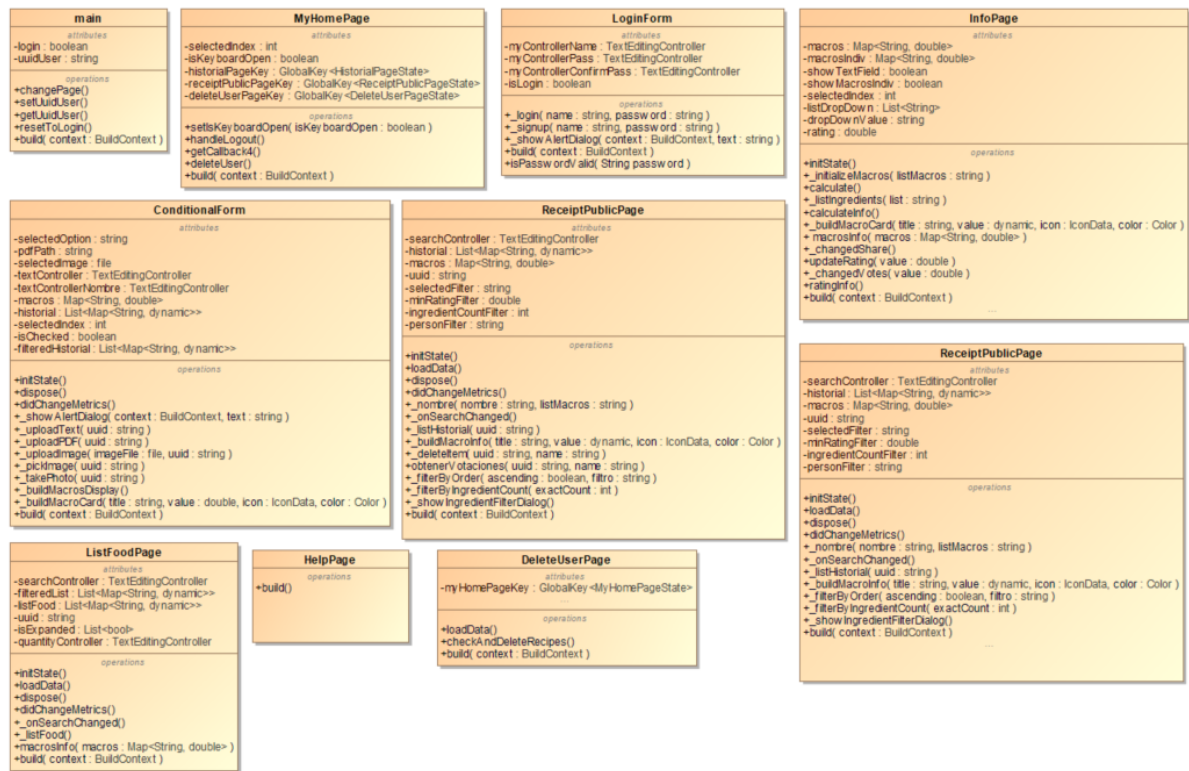 main
attributes
-login : boolean
-uuidUser : string
operations
+changePage()
+setUuidUser()
+getUuidUser()
+resetToLogin()
+build( context : BuildContext )
MyHomePage
attributes
-selectedIndex : int
-isKeyboardOpen : boolean
-historialPageKey : GlobalKey<HistorialPageState>
-receiptPublicPageKey : GlobalKey<ReceiptPublicPageState>
-deleteUserPageKey : GlobalKey<DeleteUserPageState>
operations
+setIsKeyboardOpen( isKeyboardOpen : boolean )
+handleLogout()
+getCallback4()
+deleteUser()
+build( context : BuildContext )
LoginForm
attributes
-myControllerName : TextEditingController
-myControllerPass : TextEditingController
-myControllerConfirmPass : TextEditingController
-isLogin : boolean
operations
+_login( name : string, password : string )
+_signup( name : string, password : string )
+_showAlertDialog( context : BuildContext, text : string )
+build( context : BuildContext )
+isPasswordValid( String password )
InfoPage
attributes
-macros : Map<String, double>
-macrosIndiv : Map<String, double>
-showTextField : boolean
-showMacrosIndiv : boolean
-selectedIndex : int
-listDropDown : List<String>
-dropDownValue : string
-rating : double
operations
+initState()
+_initializeMacros( listMacros : string )
+calculate()
+_listIngredients( list : string )
+calculateInfo()
+_buildMacroCard( title : string, value : dynamic, icon : IconData, color : Color )
+ macrosInfo( macros : Map<String, double> )
+_changedShare()
+updateRating( value : double )
+_changedVotes( value : double )
+ratingInfo()
+build( context : BuildContext )
...
ConditionalForm
attributes
-selectedOption : string
-pdfPath : string
-selectedImage : file
-textController : TextEditingController
-textControllerNombre : TextEditingController
-macros : Map<String, double>
-historial : List<Map<String, dynamic>>
-selectedIndex : int
-isChecked : boolean
-filteredHistorial : List<Map<String, dynamic>>
operations
+initState()
+dispose()
+didChangeMetrics()
+_showAlertDialog( context : BuildContext, text : string )
+_uploadText( uuid : string )
+_uploadPDF( uuid : string )
+_uploadImage( imageFile : file, uuid : string )
+_pickImage( uuid : string )
+_takePhoto( uuid : string )
+_buildMacrosDisplay()
+_buildMacroCard( title : string, value : double, icon : IconData, color : Color )
+build( context : BuildContext )
ReceiptPublicPage
attributes
-searchController : TextEditingController
-historial : List<Map<String, dynamic>>
-macros : Map<String, double>
-uuid : string
-selectedFilter : string
-minRatingFilter : double
-ingredientCountFilter : int
-personFilter : string
operations
+initState()
+loadData()
+dispose()
+didChangeMetrics()
+_nombre( nombre : string, listMacros : string )
+_onSearchChanged()
+_listHistorial( uuid )
+_buildMacroInfo( title : string, value : dynamic, icon : IconData, color : Color )
+_deleteItem( uuid : string, name : string )
+obtenerVotaciones( uuid : string, name : string )
+_filterByOrder( ascending : boolean, filtro : string )
+_filterByIngredientCount( exactCount : int )
+_showIngredientFilterDialog()
+build( context : BuildContext )
ReceiptPublicPage
attributes
-searchController : TextEditingController
-historial : List<Map<String, dynamic>>
-macros : Map<String, double>
-uuid : string
-selectedFilter : string
-minRatingFilter : double
-ingredientCountFilter : int
-personFilter : string
operations
+initState()
+loadData()
+dispose()
+didChangeMetrics()
+_nombre( nombre : string, listMacros : string )
+_onSearchChanged()
+_listHistorial( uuid : string )
+_buildMacroInfo( title : string, value : dynamic, icon : IconData, color : Color )
+_filterByOrder( ascending : boolean, filtro : string )
+_filterByIngredientCount( exactCount : int )
+_showIngredientFilterDialog()
+build( context : BuildContext )
...
ListFoodPage
attributes
-searchController : TextEditingController
-filteredList : List<Map<String, dynamic>>
-listFood : List<Map<String, dynamic>>
-uuid : string
-isExpanded : List<bool>
-quantityController : TextEditingController
operations
+initState()
+loadData()
+dispose()
+didChangeMetrics()
+_onSearchChanged()
+_listFood()
+macrosInfo( macros : Map<String, double> )
+build( context : BuildContext )
HelpPage
operations
+build()
DeleteUserPage
attributes
-myHomePageKey : GlobalKey<MyHomePageState>
...
operations
+loadData()
+checkAndDeleteRecipes()
+build( context : BuildContext )